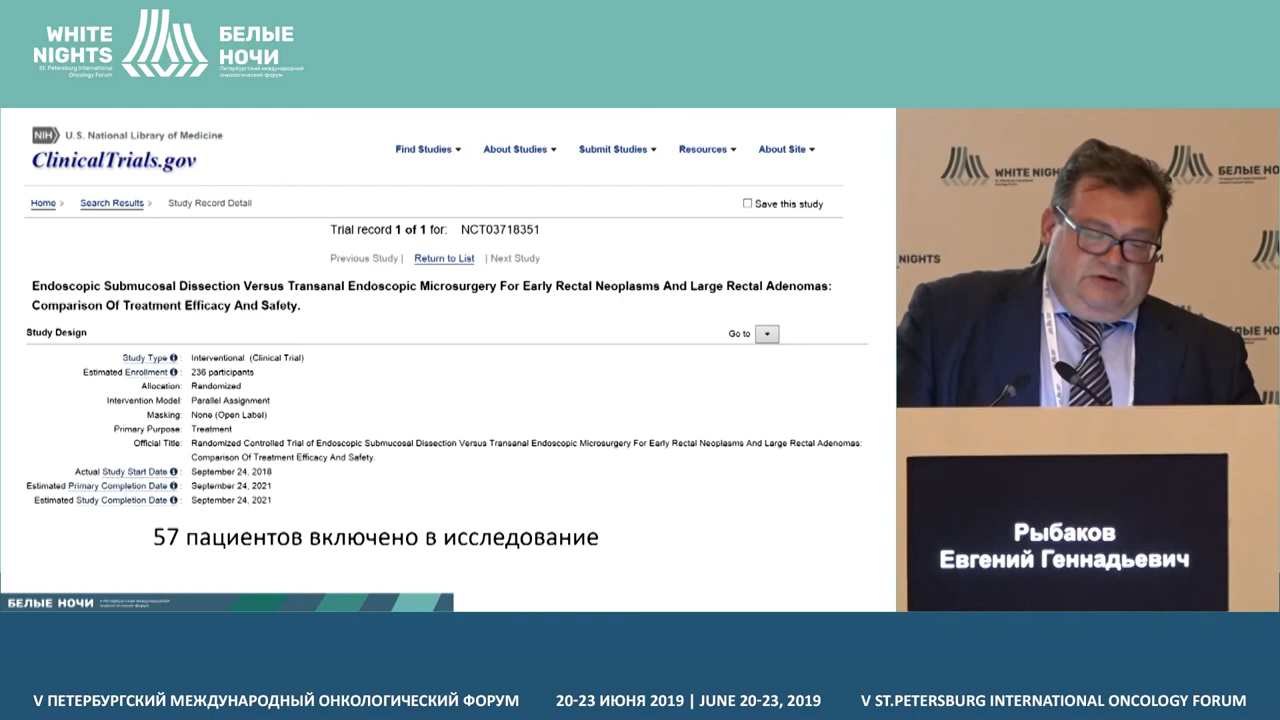 WHITE
NIGHTS
St. Petersburg International
Oncology Forum
БЕЛЫЕ
НОЧИ
Петербургский международный
онкологический форум
NIH U.S. National Library of Medicine
ClinicalTrials.gov
Find Studies
About Studies
Submit Studies
Resources
About Site
Home > Search Results > Study Record Detail
Save this study
Trial record 1 of 1 for: NCT03718351
Previous Study | Return to List | Next Study
Endoscopic Submucosal Dissection Versus Transanal Endoscopic Microsurgery For Early Rectal Neoplasms And Large Rectal Adenomas:
Comparison Of Treatment Efficacy And Safety.
Study Design
Go to
Study Type : Interventional (Clinical Trial)
Estimated Enrollment : 236 participants
Allocation: Randomized
Intervention Model: Parallel Assignment
Masking: None (Open Label)
Primary Purpose: Treatment
Official Title: Randomized Controlled Trial of Endoscopic Submucosal Dissection Versus Transanal Endoscopic Microsurgery For Early Rectal Neoplasms And Large Rectal Adenomas:
Comparison Of Treatment Efficacy And Safety.
Actual Study Start Date : September 24, 2018
Estimated Primary Completion Date : September 24, 2021
Estimated Study Completion Date : September 24, 2021
57 пациентов включено в исследование
БЕЛЫЕ НОЧИ
WHITE NIGH
БЕЛЫЕ НО
NIGHTS
ЛЫЕ НОЧИ
Рыбаков
Евгений Геннадьевич
V ПЕТЕРБУРГСКИЙ МЕЖДУНАРОДНЫЙ ОНКОЛОГИЧЕСКИЙ ФОРУМ
20-23 ИЮНЯ 2019 | JUNE 20-23, 2019
V ST.PETERSBURG INTERNATIONAL ONCOLOGY FORUM